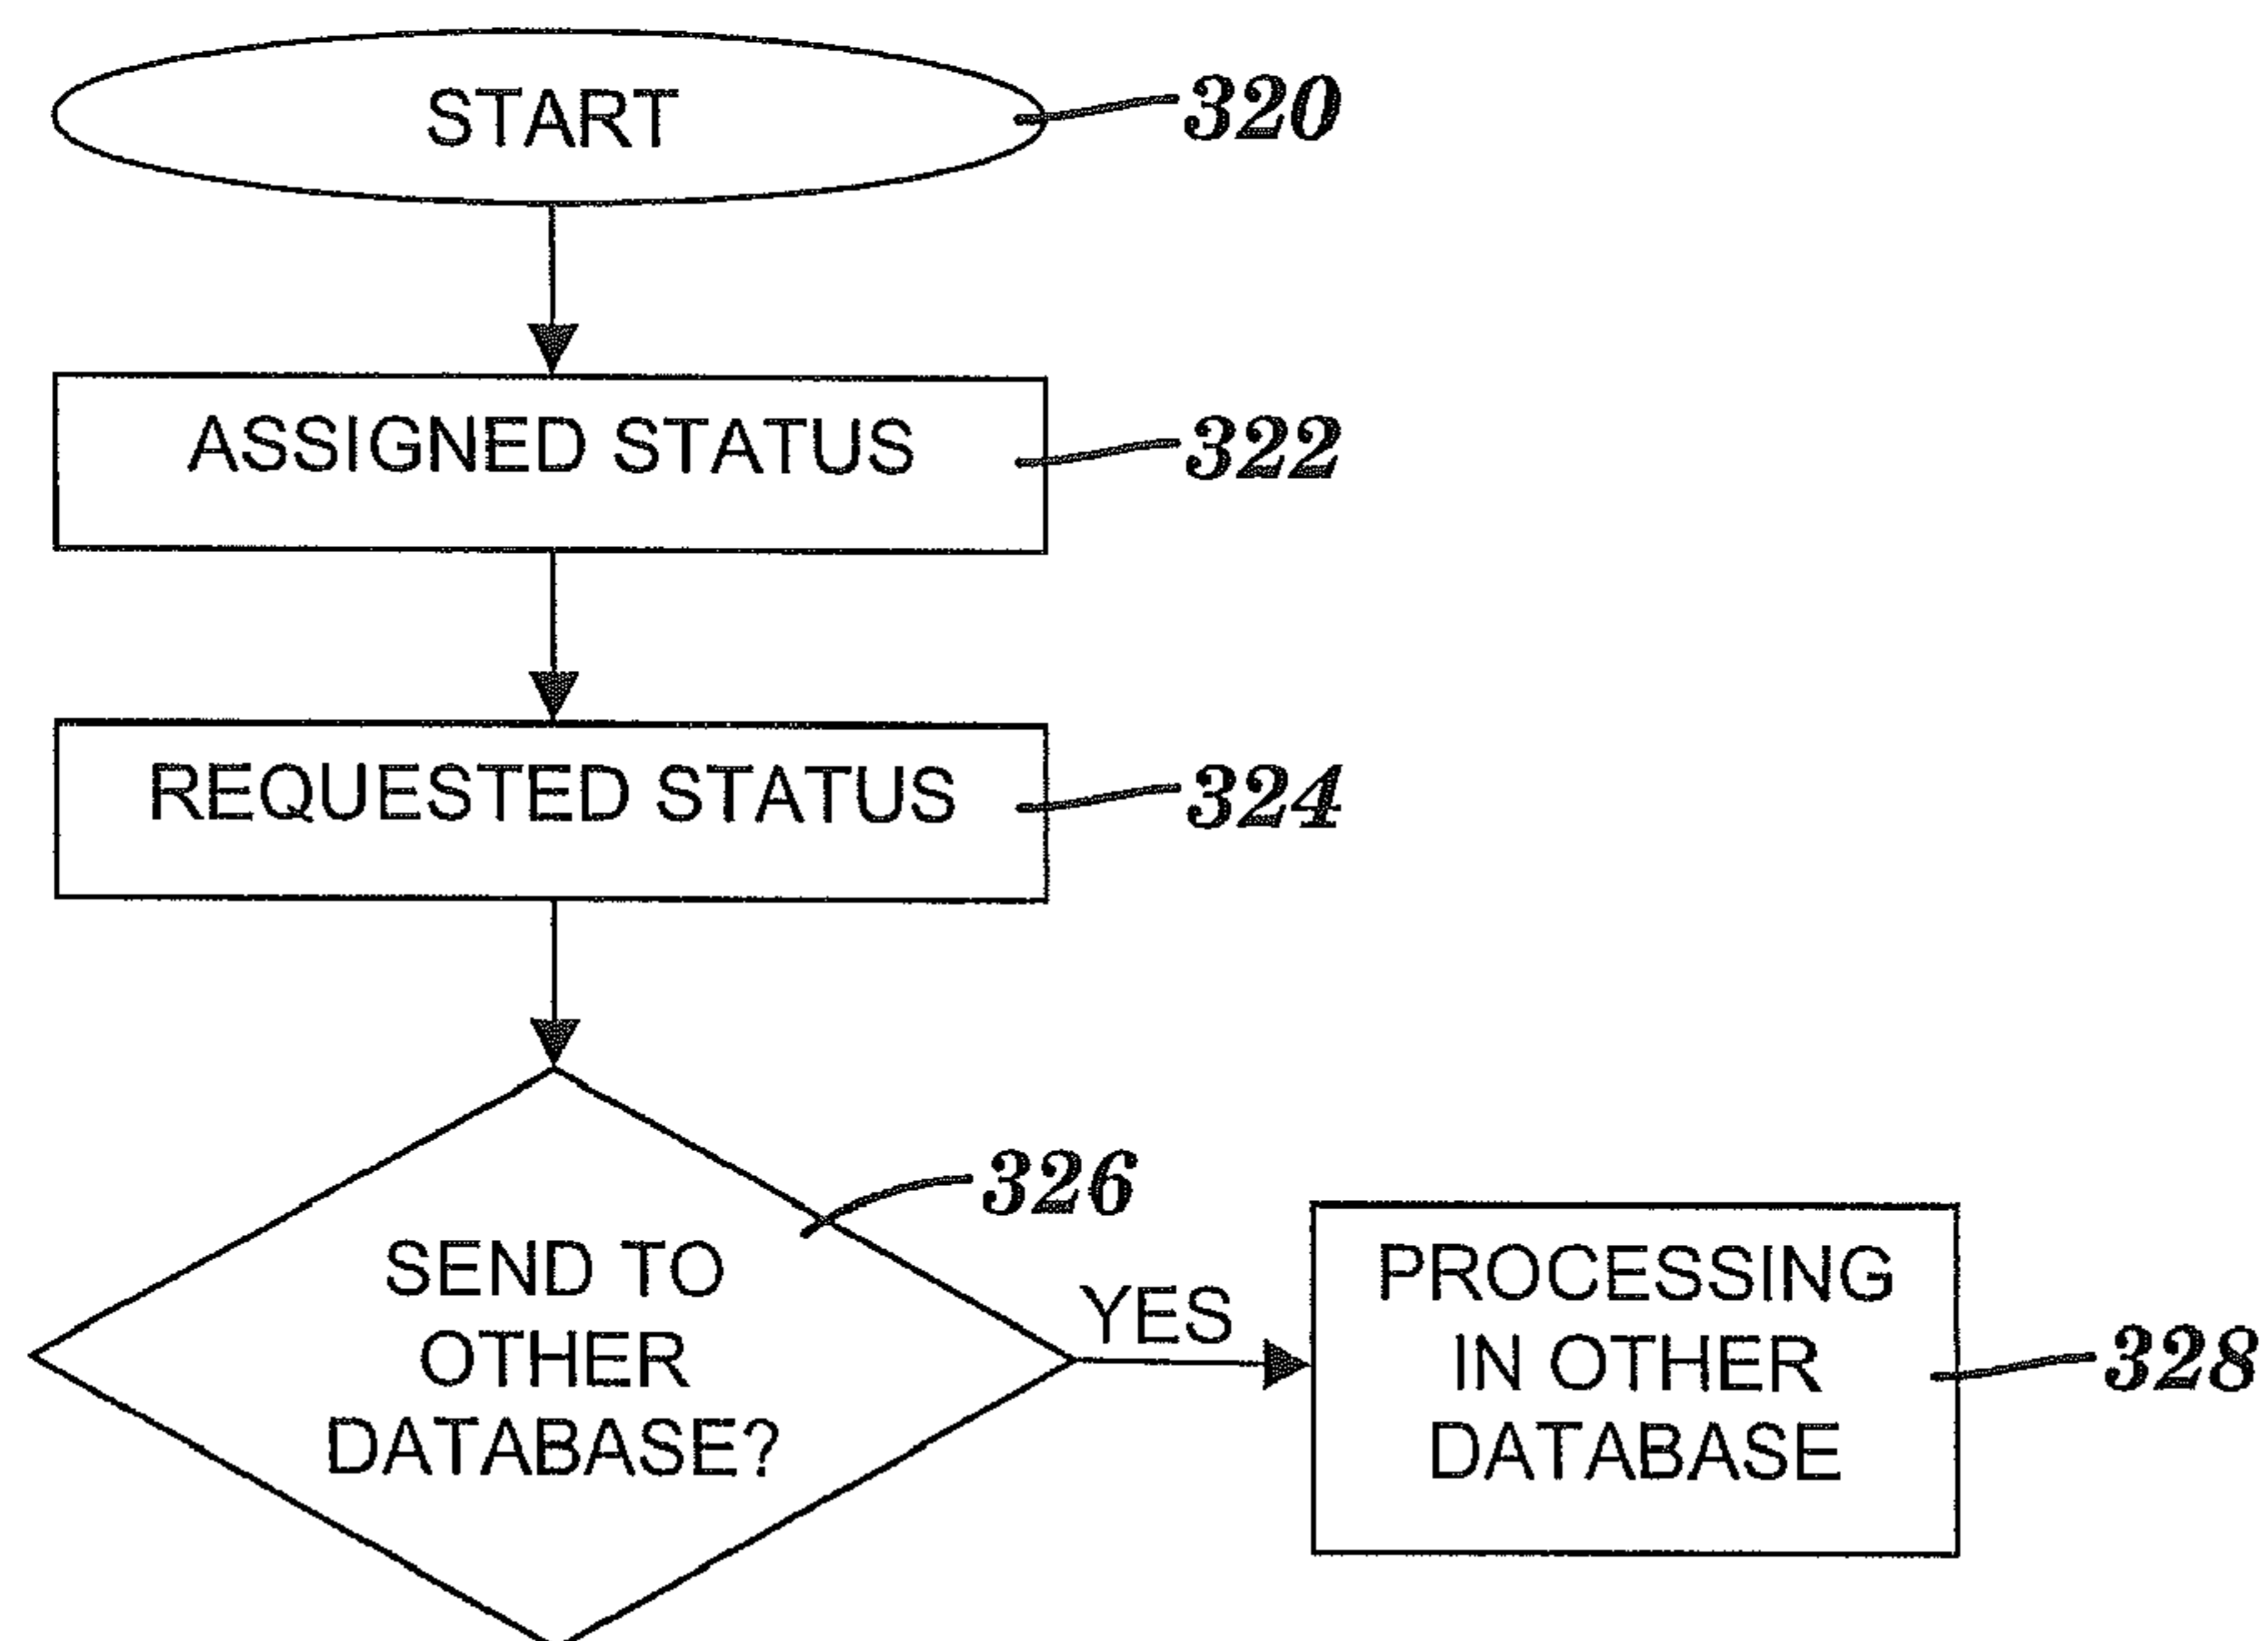 START
320
ASSIGNED STATUS
322
REQUESTED STATUS
324
326
SEND TO
OTHER
DATABASE?
YES
PROCESSING
IN OTHER
DATABASE
328